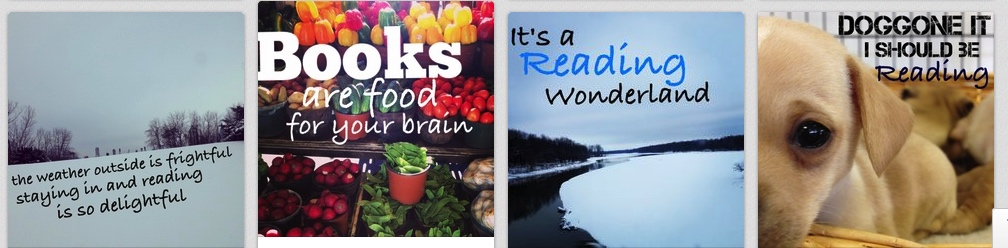 the weather outside is frightful
staying in and reading
is so delightful
Books
are food
for your brain
It's a
Reading
Wonderland
DOGGONE IT
I SHOULD BE
Reading